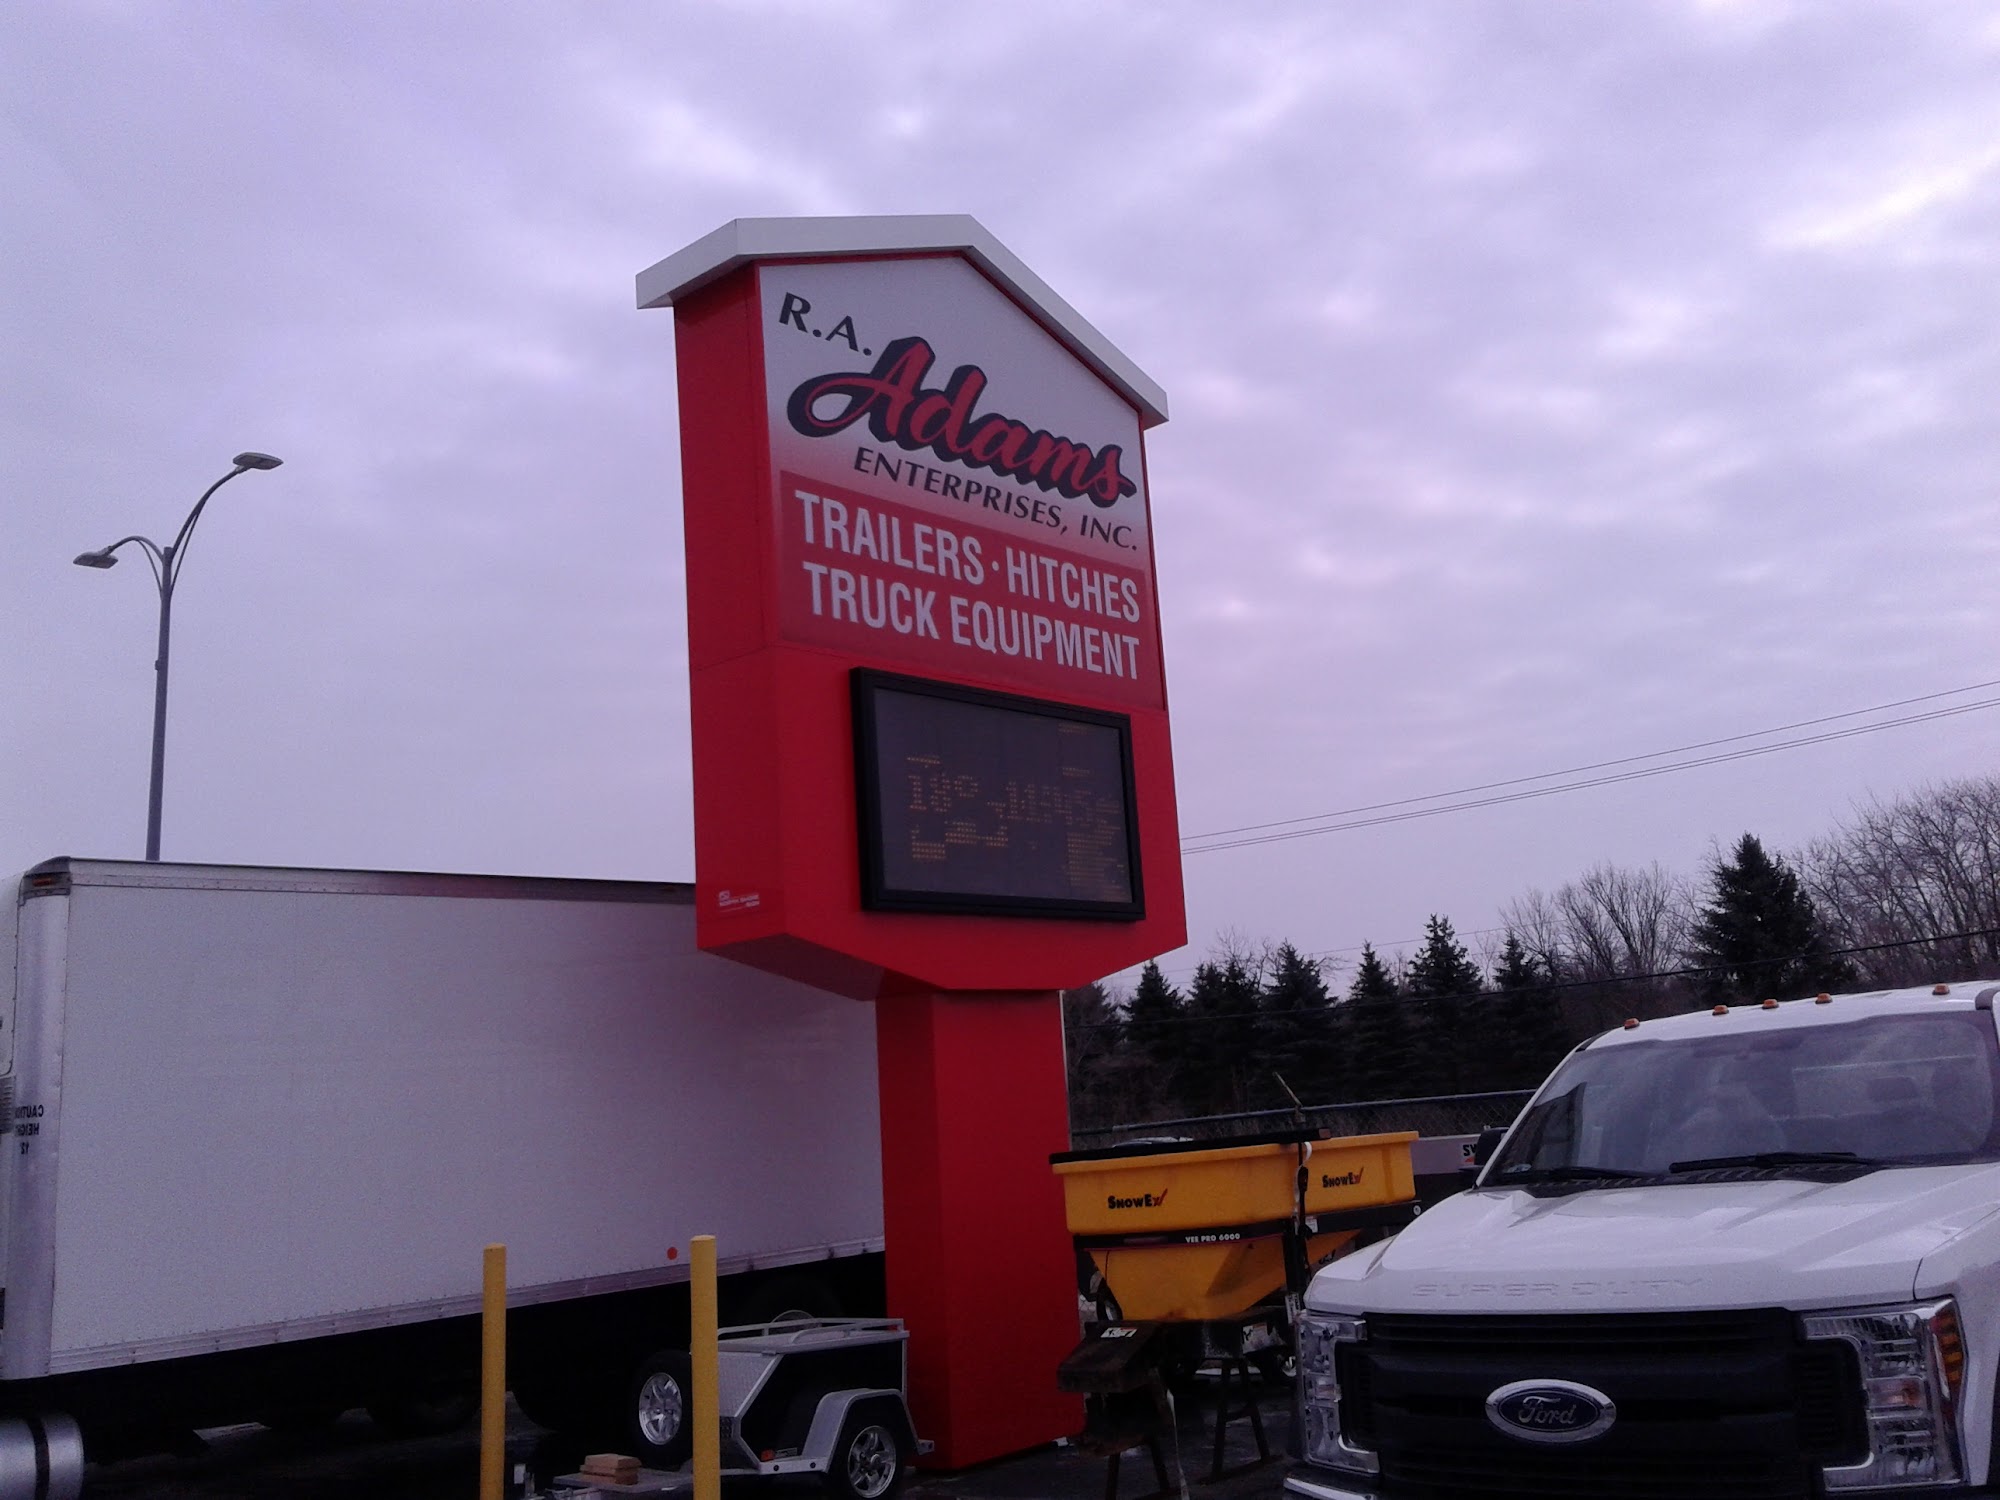 R.A.
Adams
ENTERPRISES, INC.
TRAILERS · HITCHES
TRUCK EQUIPMENT
SNOWEX
SNOWEX
VEE PRO 6000
SUPER DUTY
Ford